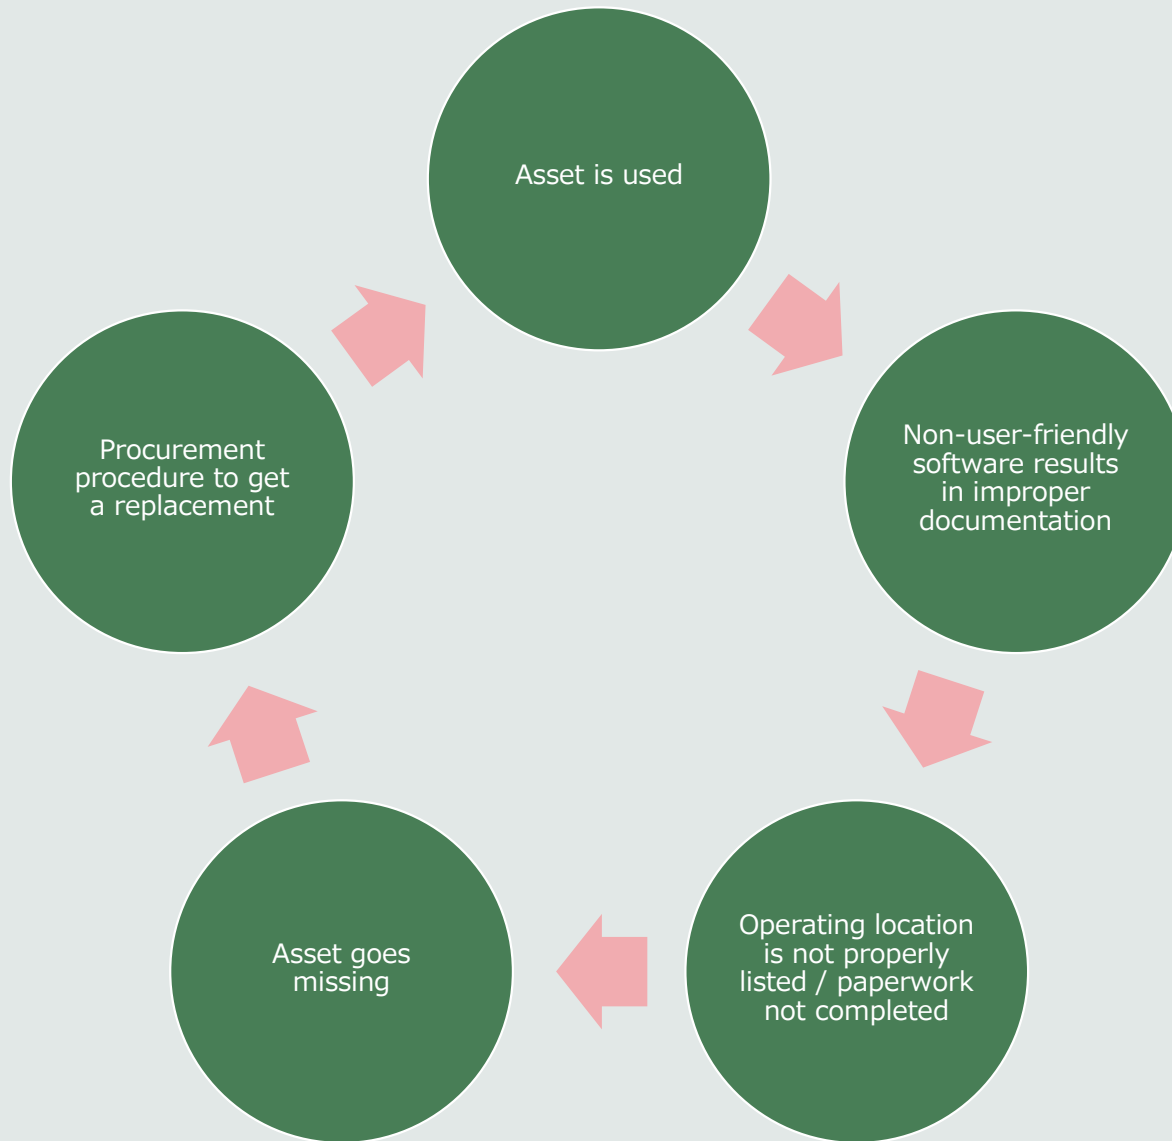 Asset is used
Non-user-friendly
software results
in improper
documentation
Operating location
is not properly
listed / paperwork
not completed
Asset goes
missing
Procurement
procedure to get
a replacement